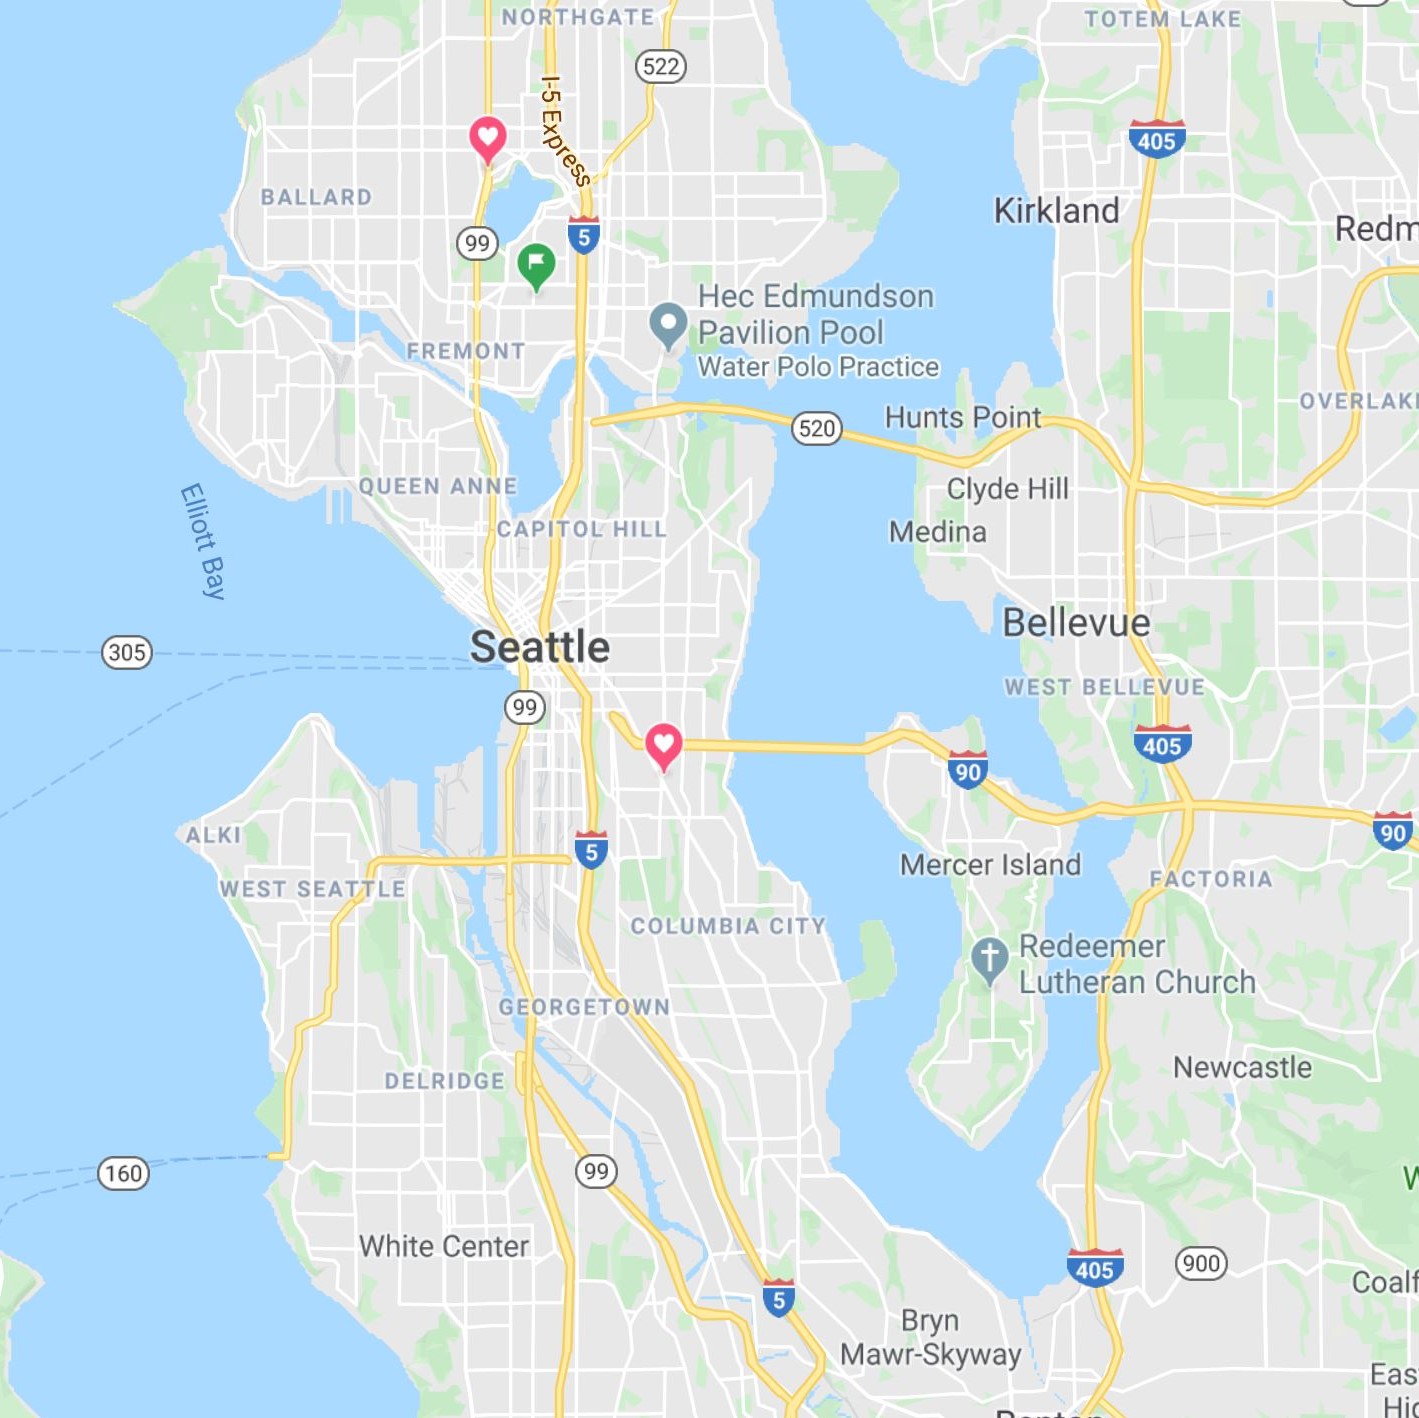 NORTHGATE
TOTEM LAKE
522
I-5 Express
405
BALLARD
Kirkland
Redm
99
5
Hec Edmundson
Pavilion Pool
Water Polo Practice
FREMONT
OVERLAK
Hunts Point
520
QUEEN ANNE
Clyde Hill
CAPITOL HILL
Medina
Elliott Bay
Bellevue
Seattle
305
WEST BELLEVUE
99
405
90
ALKI
90
5
Mercer Island
WEST SEATTLE
FACTORIA
COLUMBIA CITY
Redeemer
Lutheran Church
GEORGETOWN
Newcastle
DELRIDGE
160
99
W
White Center
405
900
Coalf
5
Bryn
Mawr-Skyway
Eas
Hig